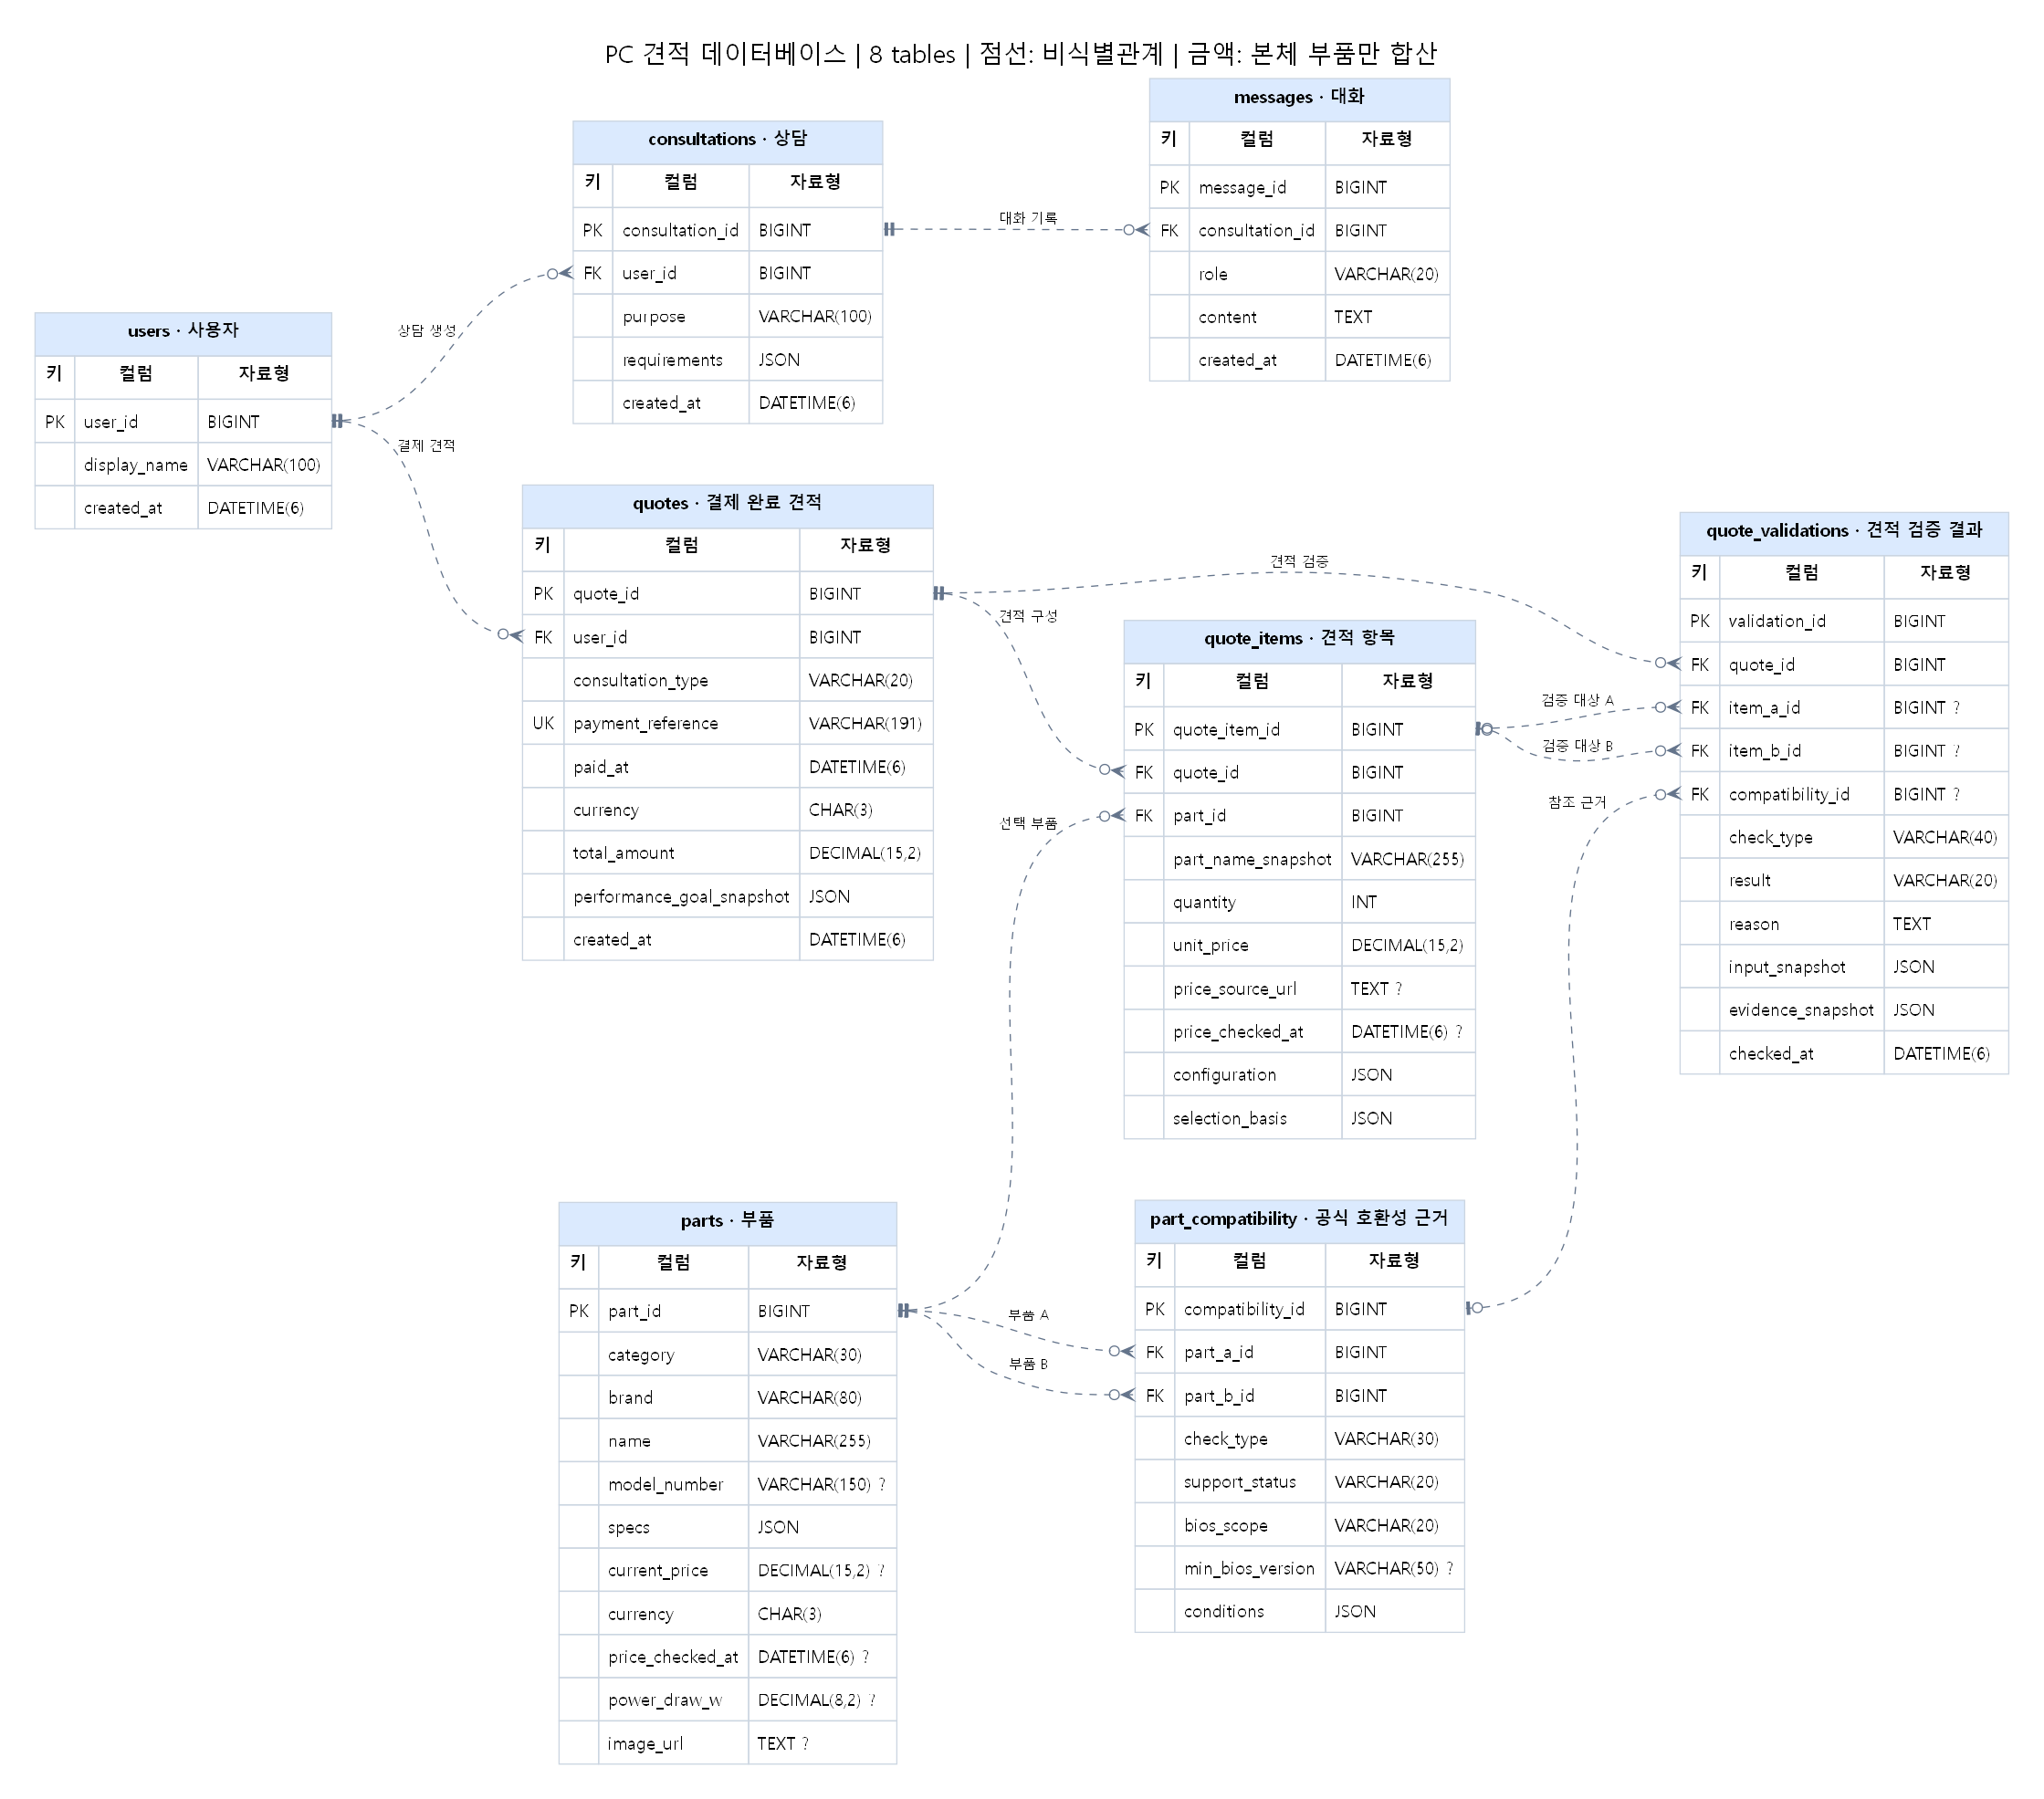 PC 견적 데이터베이스 | 8 tables | 점선: 비식별관계 | 금액: 본체 부품만 합산
messages · 대화
키 컬럼 자료형
PK message_id BIGINT
FK consultation_id BIGINT
role VARCHAR(20)
content TEXT
created_at DATETIME(6)
consultations · 상담
키 컬럼 자료형
PK consultation_id BIGINT
FK user_id BIGINT
purpose VARCHAR(100)
requirements JSON
created_at DATETIME(6)
대화 기록
users · 사용자
키 컬럼 자료형
PK user_id BIGINT
display_name VARCHAR(100)
created_at DATETIME(6)
상담 생성
결제 견적
quotes · 결제 완료 견적
키 컬럼 자료형
PK quote_id BIGINT
FK user_id BIGINT
consultation_type VARCHAR(20)
UK payment_reference VARCHAR(191)
paid_at DATETIME(6)
currency CHAR(3)
total_amount DECIMAL(15,2)
performance_goal_snapshot JSON
created_at DATETIME(6)
견적 검증
견적 구성
선택 부품
quote_items · 견적 항목
키 컬럼 자료형
PK quote_item_id BIGINT
FK quote_id BIGINT
FK part_id BIGINT
part_name_snapshot VARCHAR(255)
quantity INT
unit_price DECIMAL(15,2)
price_source_url TEXT ?
price_checked_at DATETIME(6) ?
configuration JSON
selection_basis JSON
검증 대상 A
검증 대상 B
참조 근거
quote_validations · 견적 검증 결과
키 컬럼 자료형
PK validation_id BIGINT
FK quote_id BIGINT
FK item_a_id BIGINT ?
FK item_b_id BIGINT ?
FK compatibility_id BIGINT ?
check_type VARCHAR(40)
result VARCHAR(20)
reason TEXT
input_snapshot JSON
evidence_snapshot JSON
checked_at DATETIME(6)
parts · 부품
키 컬럼 자료형
PK part_id BIGINT
category VARCHAR(30)
brand VARCHAR(80)
name VARCHAR(255)
model_number VARCHAR(150) ?
specs JSON
current_price DECIMAL(15,2) ?
currency CHAR(3)
price_checked_at DATETIME(6) ?
power_draw_w DECIMAL(8,2) ?
image_url TEXT ?
부품 A
부품 B
part_compatibility · 공식 호환성 근거
키 컬럼 자료형
PK compatibility_id BIGINT
FK part_a_id BIGINT
FK part_b_id BIGINT
check_type VARCHAR(30)
support_status VARCHAR(20)
bios_scope VARCHAR(20)
min_bios_version VARCHAR(50) ?
conditions JSON